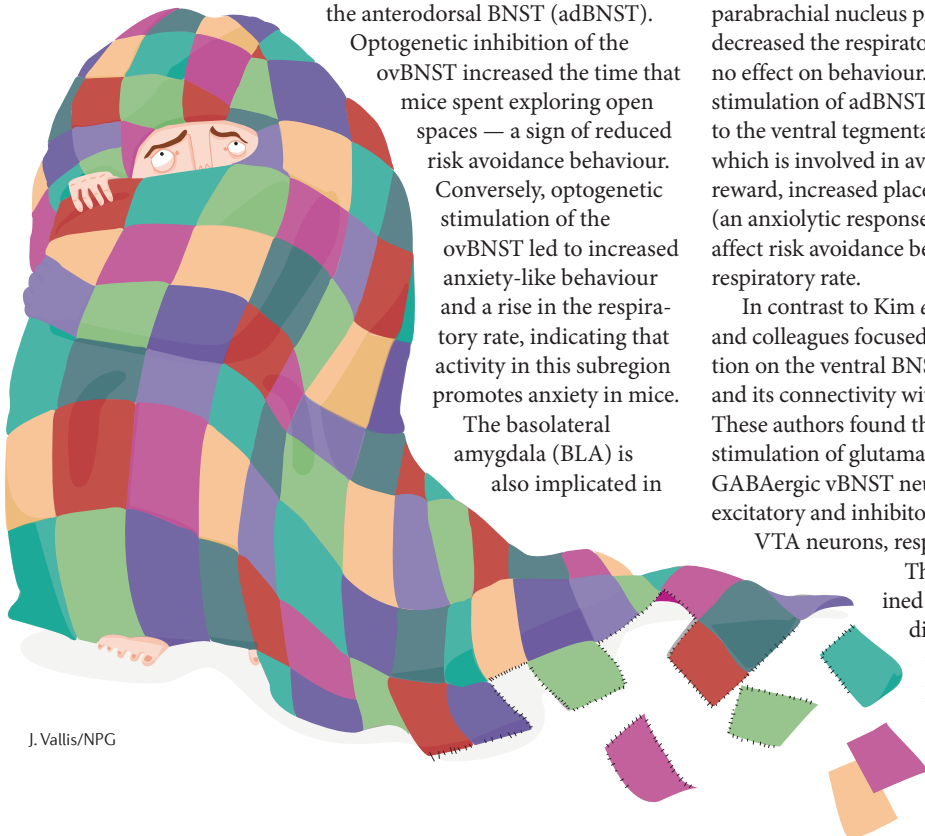 the anterodorsal BNST (adBNST).
Optogenetic inhibition of the
ovBNST increased the time that
mice spent exploring open
spaces — a sign of reduced
risk avoidance behaviour.
Conversely, optogenetic
stimulation of the
ovBNST led to increased
anxiety-like behaviour
and a rise in the respira-
tory rate, indicating that
activity in this subregion
promotes anxiety in mice.
The basolateral
amygdala (BLA) is
also implicated in
parabrachial nucleus p
decreased the respirato
no effect on behaviour.
stimulation of adBNST
to the ventral tegmenta
which is involved in av
reward, increased place
(an anxiolytic response
affect risk avoidance be
respiratory rate.
In contrast to Kim e
and colleagues focused
tion on the ventral BNS
and its connectivity wi
These authors found th
stimulation of glutama
GABAergic vBNST neu
excitatory and inhibito
VTA neurons, resp
Th
ined
di
J. Vallis/NPG